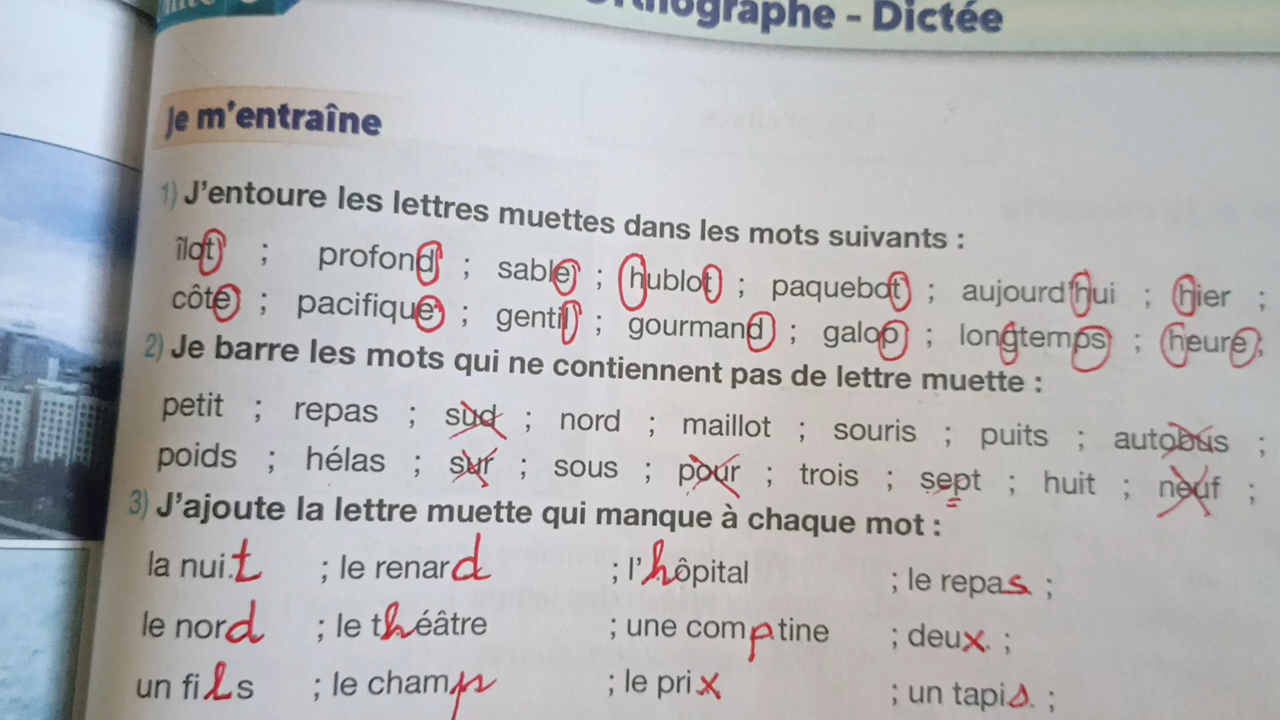 Orthographe - Dictée
Je m'entraîne
1) J'entoure les lettres muettes dans les mots suivants :
îlot ; profond ; sable ; hublot ; paquebot ; aujourd'hui ; hier ;
côte ; pacifique ; gentil ; gourmand ; galop ; longtemps ; heure ;
2) Je barre les mots qui ne contiennent pas de lettre muette :
petit ; repas ; sud ; nord ; maillot ; souris ; puits ; autobus ;
poids ; hélas ; sur ; sous ; pour ; trois ; sept ; huit ; neuf ;
3) J'ajoute la lettre muette qui manque à chaque mot :
la nuit ; le renard ; l'hôpital ; le repas ;
le nord ; le théâtre ; une comptine ; deux ;
un fils ; le champ ; le prix ; un tapis ;